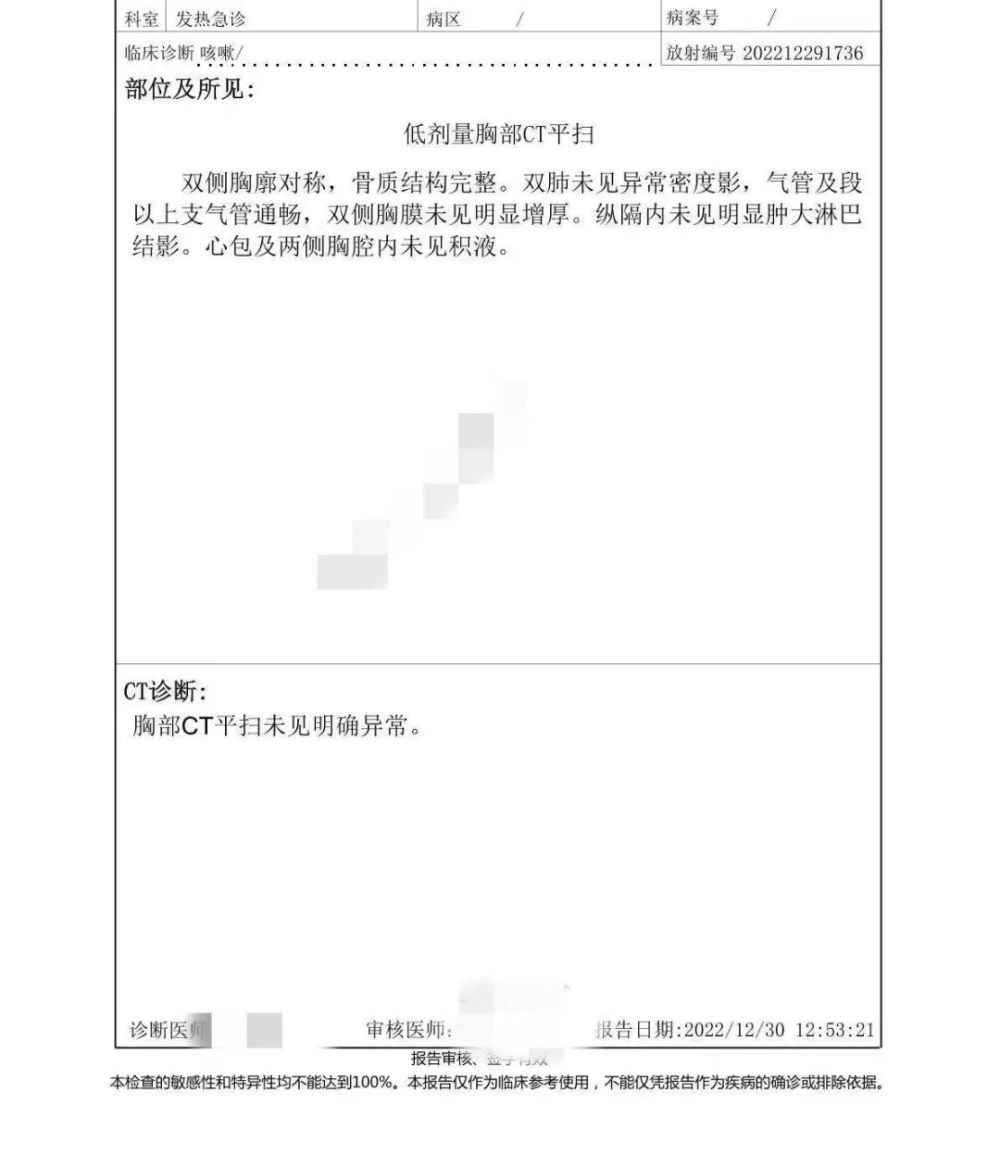 科室 发热急诊 病区 / 病案号 /
临床诊断 咳嗽/ 放射编号 202212291736
部位及所见:
低剂量胸部CT平扫
双侧胸廓对称，骨质结构完整。双肺未见异常密度影，气管及段
以上支气管通畅，双侧胸膜未见明显增厚。纵隔内未见明显肿大淋巴
结影。心包及两侧胸腔内未见积液。
CT诊断:
胸部CT平扫未见明确异常。
诊断医师 审核医师: 报告日期:2022/12/30 12:53:21
报告审核、签字有效
本检查的敏感性和特异性均不能达到100%。本报告仅作为临床参考使用，不能仅凭报告作为疾病的确诊或排除依据。